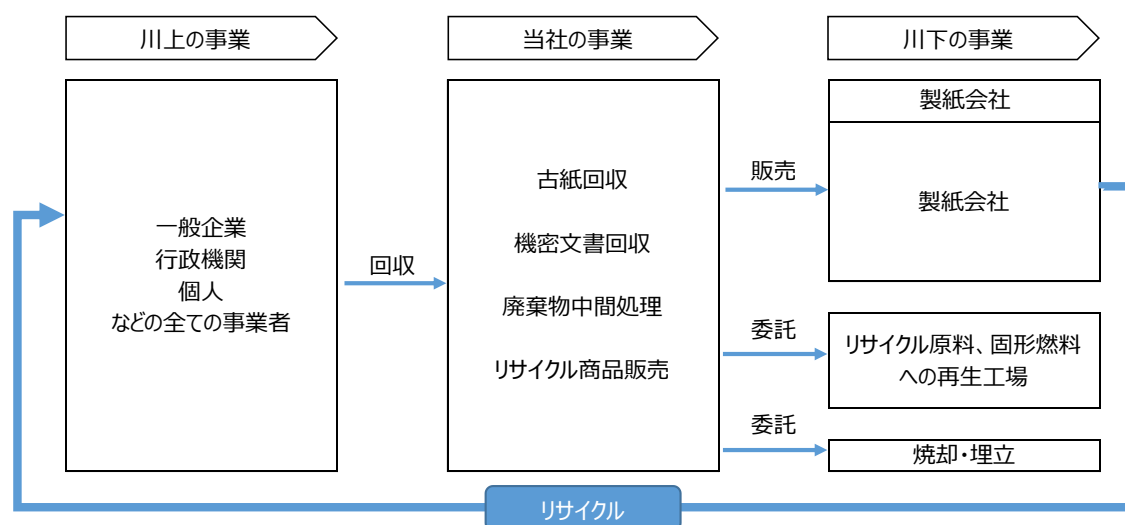 川上の事業
当社の事業
川下の事業
一般企業
行政機関
個人
などの全ての事業者
回収
古紙回収
機密文書回収
廃棄物中間処理
リサイクル商品販売
販売
委託
委託
製紙会社
製紙会社
リサイクル原料、固形燃料
への再生工場
焼却・埋立
リサイクル